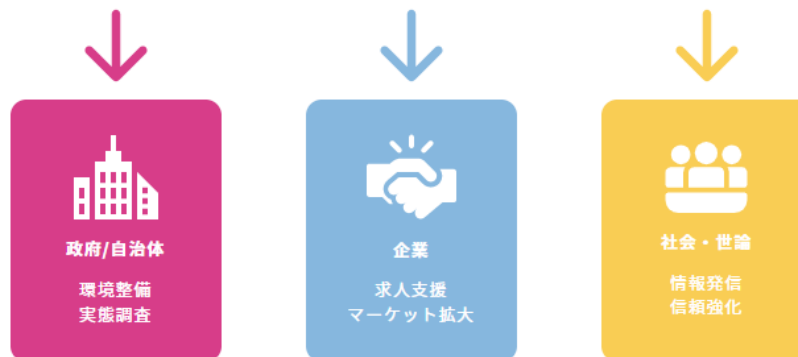 政府/自治体
環境整備
実態調査
企業
求人支援
マーケット拡大
社会・世論
情報発信
信頼強化